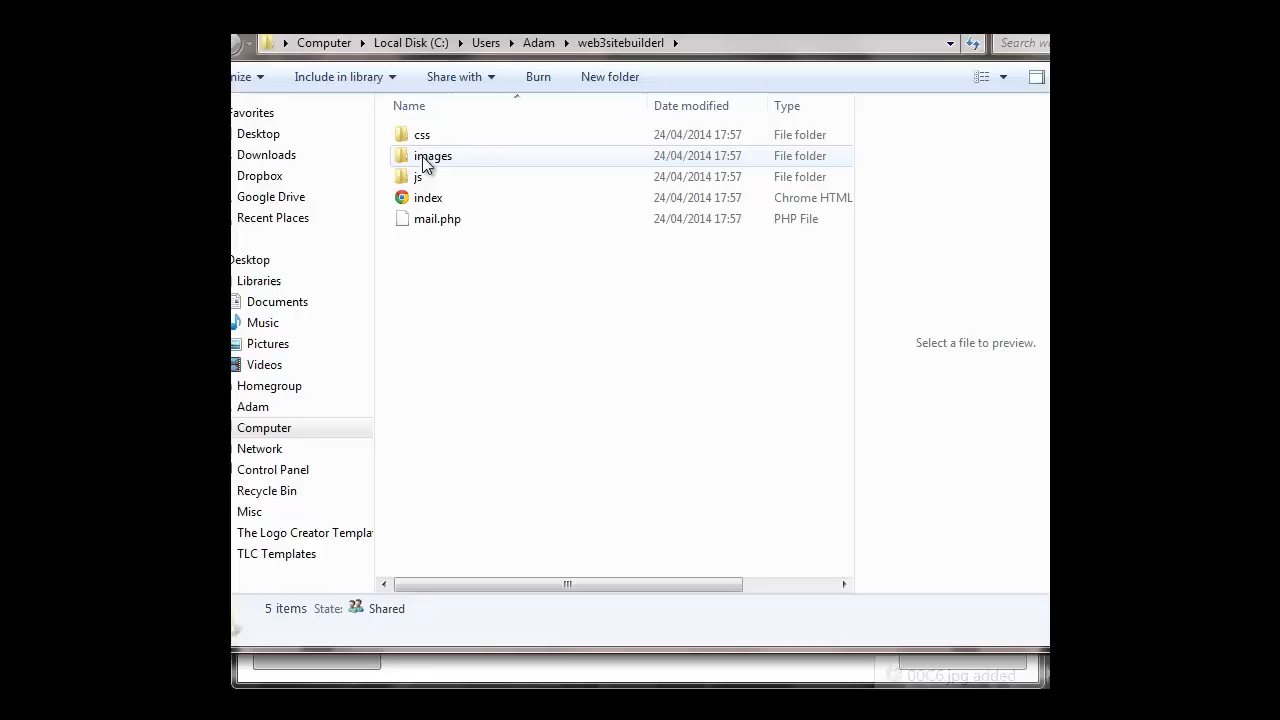 Computer Local Disk (C:) Users Adam web3sitebuilderl Search w
nize Include in library Share with Burn New folder
Name Date modified Type
css 24/04/2014 17:57 File folder
images 24/04/2014 17:57 File folder
js 24/04/2014 17:57 File folder
index 24/04/2014 17:57 Chrome HTML
mail.php 24/04/2014 17:57 PHP File
Favorites
Desktop
Downloads
Dropbox
Google Drive
Recent Places
Desktop
Libraries
Documents
Music
Pictures
Videos
Homegroup
Adam
Computer
Network
Control Panel
Recycle Bin
Misc
The Logo Creator Templa
TLC Templates
Select a file to preview.
5 items State: Shared
00C6.jpg added